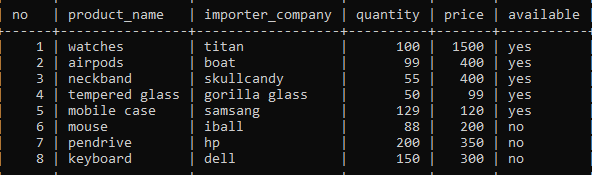 no | product_name | importer_company | quantity | price | available
1 | watches | titan | 100 | 1500 | yes
2 | airpods | boat | 99 | 400 | yes
3 | neckband | skullcandy | 55 | 400 | yes
4 | tempered glass | gorilla glass | 50 | 99 | yes
5 | mobile case | samsang | 129 | 120 | yes
6 | mouse | iball | 88 | 200 | no
7 | pendrive | hp | 200 | 350 | no
8 | keyboard | dell | 150 | 300 | no